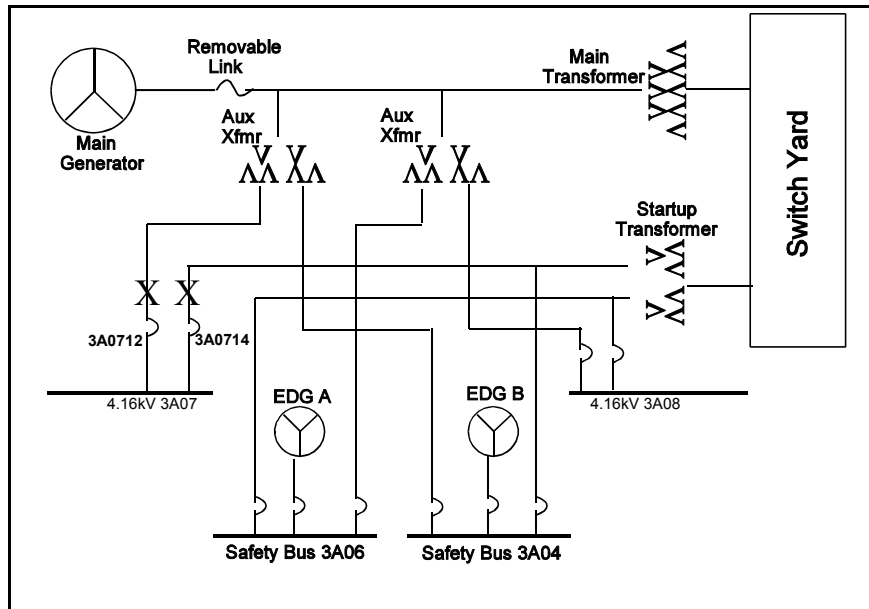 Removable
Link
Main
Transformer
Aux
Xfmr
Aux
Xfmr
Main
Generator
Switch Yard
Startup
Transformer
3A0712
3A0714
EDG A
EDG B
4.16kV 3A07
4.16kV 3A08
Safety Bus 3A06
Safety Bus 3A04